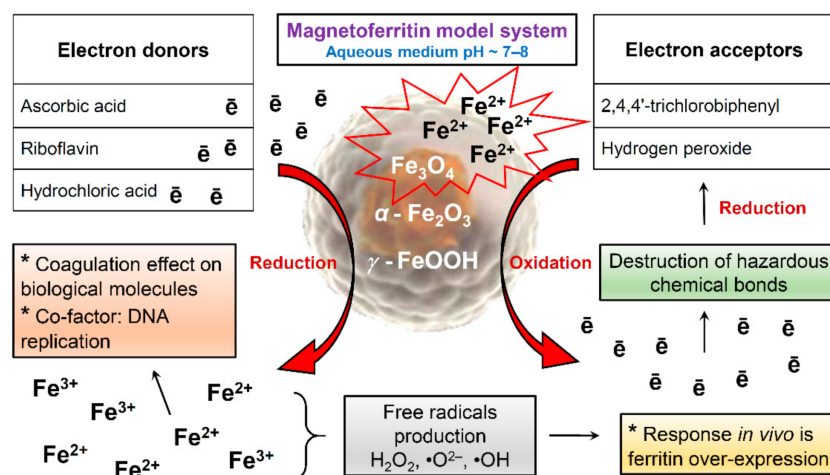 Electron donors
Ascorbic acid ē
Riboflavin ē ē
Hydrochloric acid ē ē
ē ē ē ē
Magnetoferritin model system
Aqueous medium pH ~ 7–8
Fe²⁺
Fe²⁺ Fe²⁺
Fe²⁺
Fe₃O₄
α - Fe₂O₃
γ - FeOOH
Electron acceptors
2,4,4'-trichlorobiphenyl
Hydrogen peroxide
Reduction
Oxidation
Reduction
* Coagulation effect on
biological molecules
* Co-factor: DNA
replication
Destruction of hazardous
chemical bonds
ē ē ē ē ē
ē ē ē ē
Fe³⁺ Fe³⁺ Fe²⁺
Fe²⁺ Fe²⁺ Fe²⁺ Fe³⁺
Free radicals
production
H₂O₂, •O²⁻, •OH
* Response in vivo is
ferritin over-expression